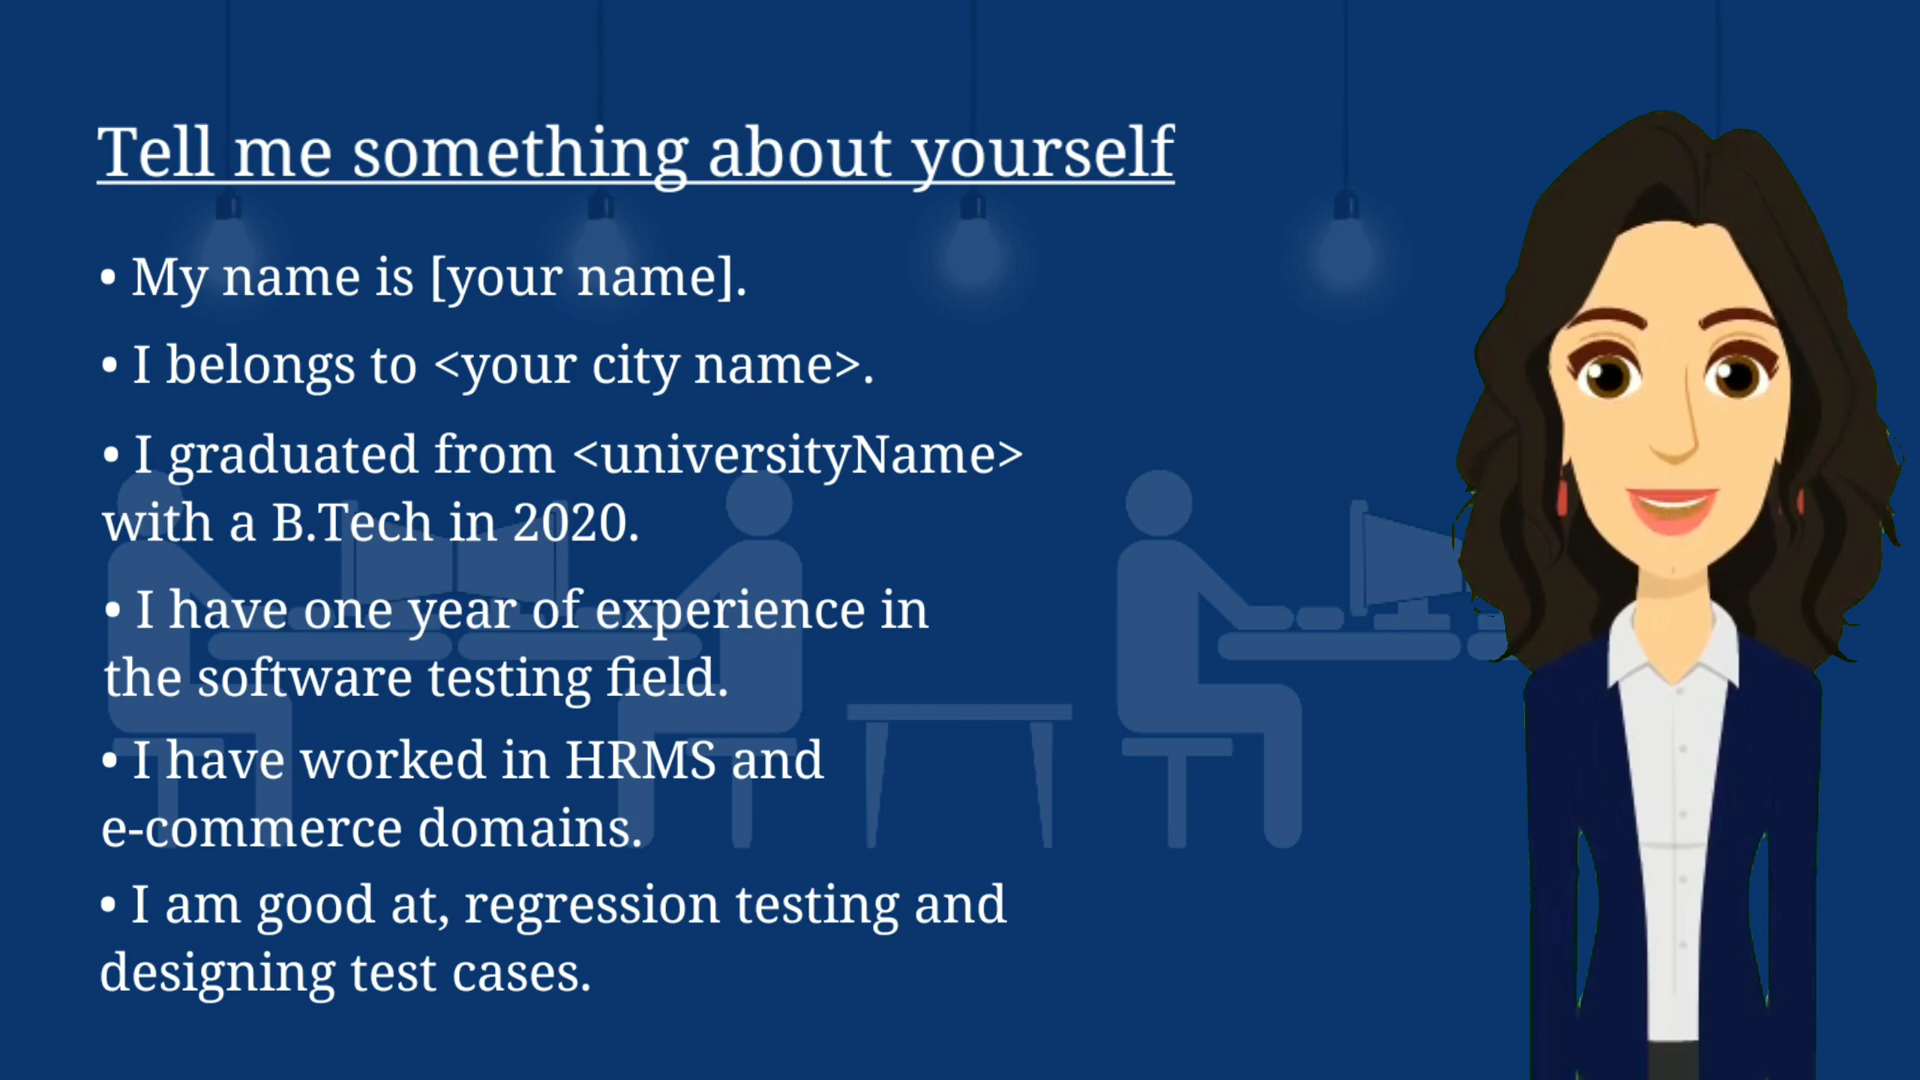 Tell me something about yourself
• My name is [your name].
• I belongs to <your city name>.
• I graduated from <universityName>
with a B.Tech in 2020.
• I have one year of experience in
the software testing field.
• I have worked in HRMS and
e-commerce domains.
• I am good at, regression testing and
designing test cases.